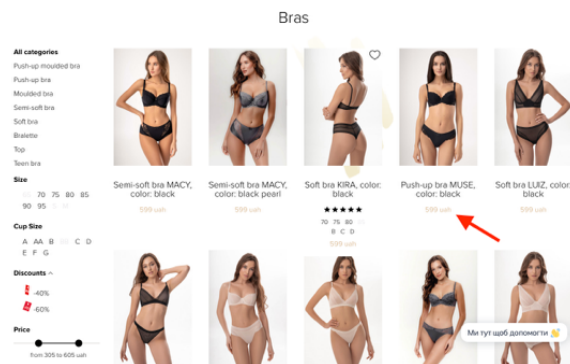 Bras
All categories
Push-up moulded bra
Push-up bra
Moulded bra
Semi-soft bra
Soft bra
Bralette
Top
Teen bra
Size
70 75 80 85
90 95
Cup Size
A AA B C D
E F G
Discounts
-40%
-60%
Price
from 305 to 605 uah
Semi-soft bra MACY,
color: black
599 uah
Semi-soft bra MACY,
color: black pearl
599 uah
Soft bra KIRA, color:
black
70 75 80
B C D
599 uah
Push-up bra MUSE,
color: black
599 uah
Soft bra LUIZ, color:
black
599 uah
Ми тут щоб допомогти